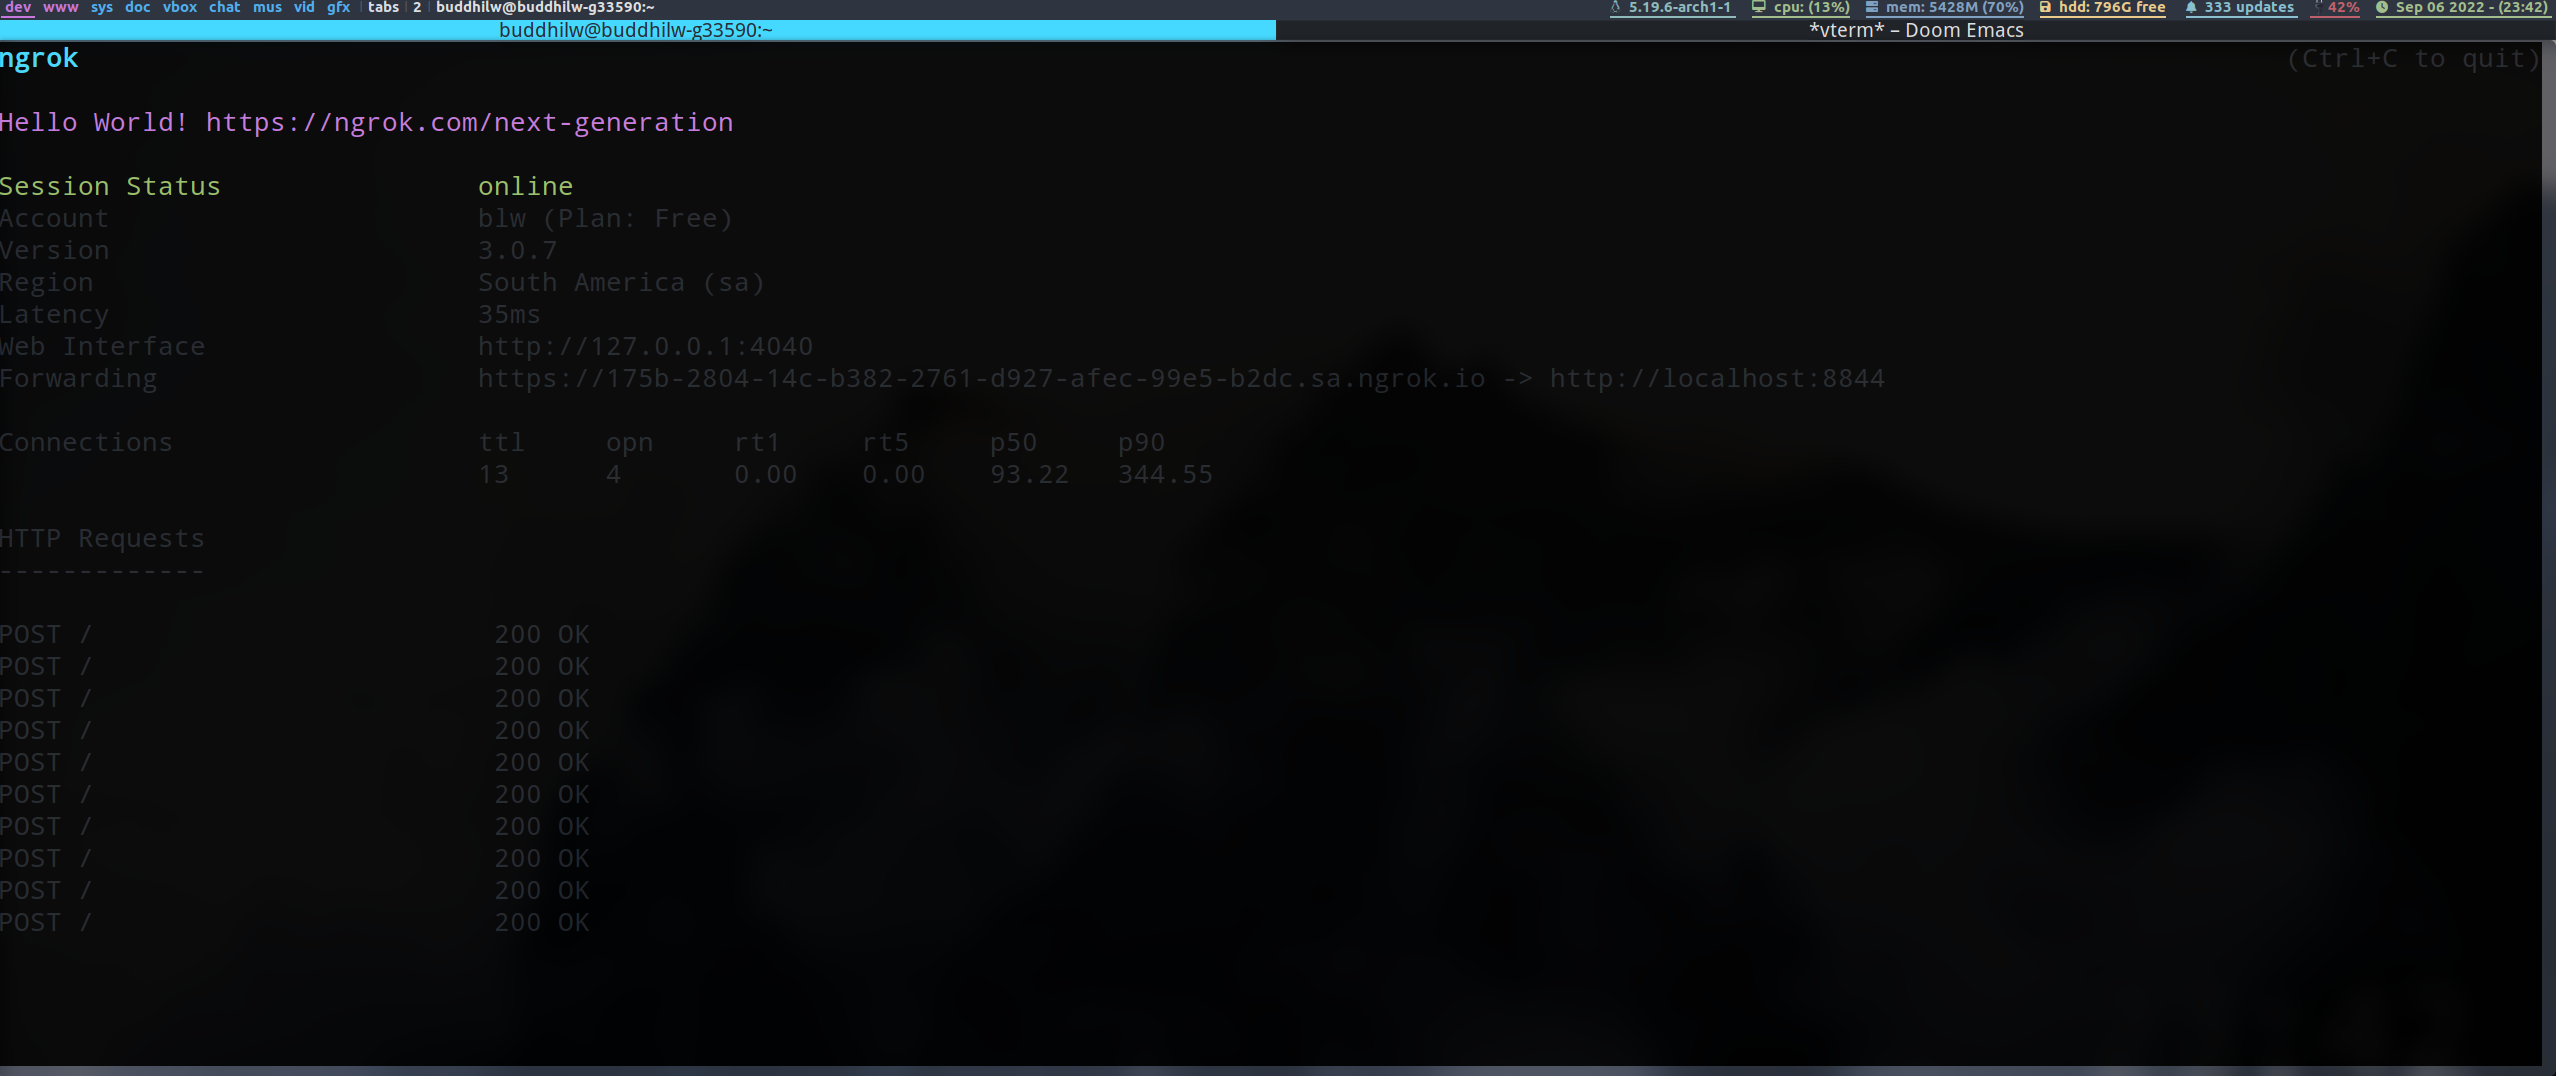 dev www sys doc vbox chat mus vid gfx | tabs | 2 | buddhilw@buddhilw-g33590:~ 5.19.6-arch1-1 cpu: (13%) mem: 5428M (70%) hdd: 796G free 333 updates 42% Sep 06 2022 - (23:42)
buddhilw@buddhilw-g33590:~ *vterm* – Doom Emacs
ngrok (Ctrl+C to quit)
Hello World! https://ngrok.com/next-generation
Session Status online
Account blw (Plan: Free)
Version 3.0.7
Region South America (sa)
Latency 35ms
Web Interface http://127.0.0.1:4040
Forwarding https://175b-2804-14c-b382-2761-d927-afec-99e5-b2dc.sa.ngrok.io -> http://localhost:8844
Connections ttl opn rt1 rt5 p50 p90
13 4 0.00 0.00 93.22 344.55
HTTP Requests
-------------
POST / 200 OK
POST / 200 OK
POST / 200 OK
POST / 200 OK
POST / 200 OK
POST / 200 OK
POST / 200 OK
POST / 200 OK
POST / 200 OK
POST / 200 OK